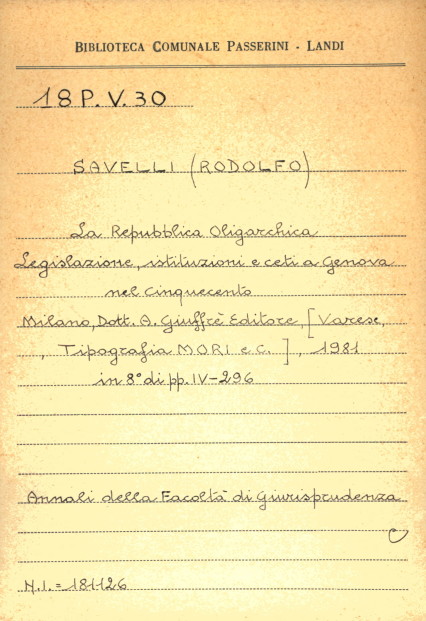 BIBLIOTECA COMUNALE PASSERINI - LANDI
18 P. V. 30
SAVELLI (RODOLFO)
La Repubblica Oligarchica
Legislazione, istituzioni e ceti a Genova
nel Cinquecento
Milano, Dott. A. Giuffrè Editore, [Varese,
, Tipografia MORI e C. ] , 1981
in 8° di pp. IV-296
Annali della Facoltà di Giurisprudenza
N.I. = 181126